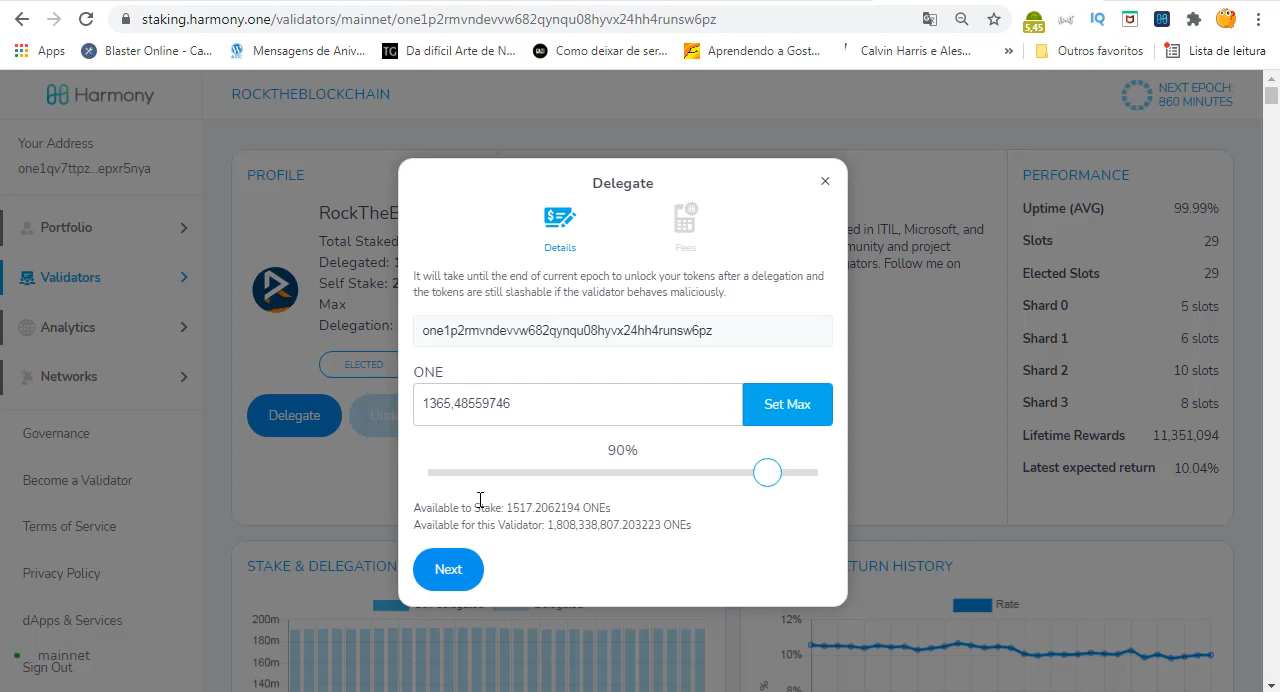 staking.harmony.one/validators/mainnet/one1p2rmvndevvw682qynqu08hyvx24hh4runsw6pz
5,45
IQ
Apps
Blaster Online - Ca...
Mensagens de Aniv...
TG
Da difícil Arte de N...
Como deixar de ser...
Aprendendo a Gost...
Calvin Harris e Ales...
»
Outros favoritos
Lista de leitura
Harmony
ROCKTHEBLOCKCHAIN
NEXT EPOCH:
860 MINUTES
Your Address
one1qv7ttpz...epxr5nya
Portfolio
Validators
Analytics
Networks
Governance
Become a Validator
Terms of Service
Privacy Policy
dApps & Services
mainnet
Sign Out
PROFILE
RockTheB
Total Staked
Delegated: 1
Self Stake: 2
Max
Delegation:
ELECTED
Delegate
Und
ed in ITIL, Microsoft, and
munity and project
gators. Follow me on
Delegate
Details
Fees
It will take until the end of current epoch to unlock your tokens after a delegation and
the tokens are still slashable if the validator behaves maliciously.
one1p2rmvndevvw682qynqu08hyvx24hh4runsw6pz
ONE
1365,48559746
Set Max
90%
Available to Stake: 1517.2062194 ONEs
Available for this Validator: 1,808,338,807.203223 ONEs
Next
PERFORMANCE
Uptime (AVG) 99.99%
Slots 29
Elected Slots 29
Shard 0 5 slots
Shard 1 6 slots
Shard 2 10 slots
Shard 3 8 slots
Lifetime Rewards 11,351,094
Latest expected return 10.04%
STAKE & DELEGATION
200m
180m
160m
140m
TURN HISTORY
Rate
12%
10%
8%
%